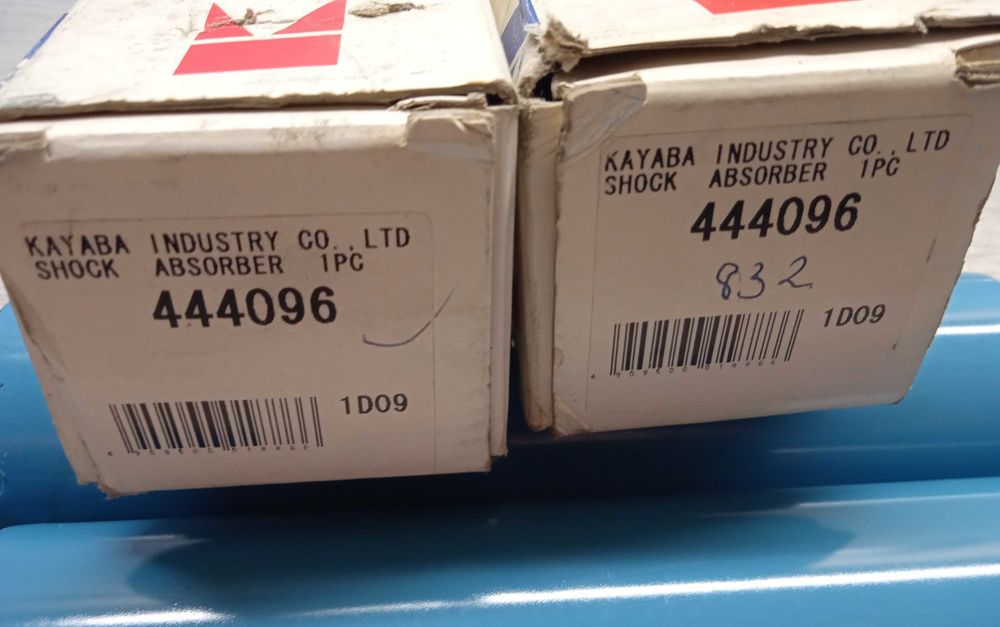 KAYABA INDUSTRY CO.,LTD
SHOCK ABSORBER 1PC
444096
1D09
KAYABA INDUSTRY CO.,LTD
SHOCK ABSORBER 1PC
444096
832
1D09